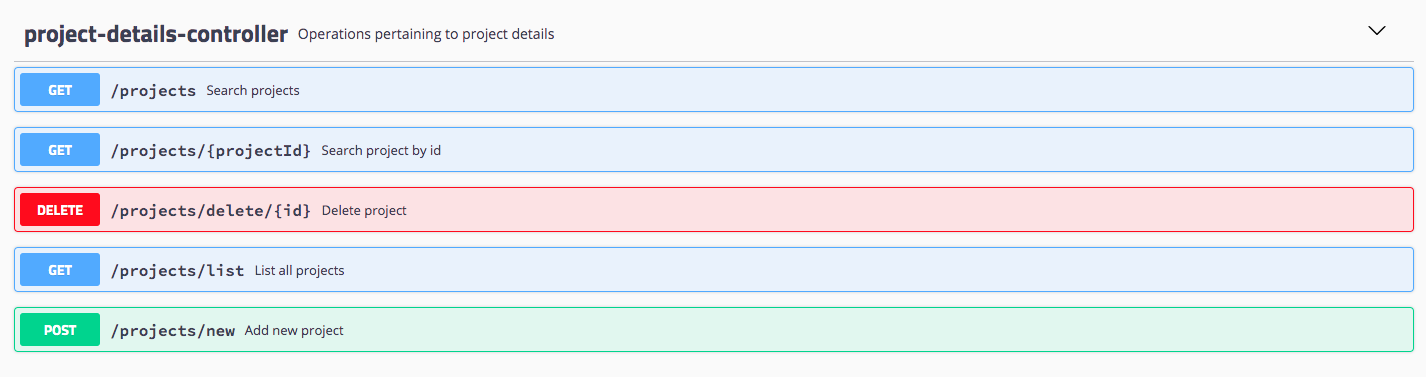 project-details-controller Operations pertaining to project details
GET /projects Search projects
GET /projects/{projectId} Search project by id
DELETE /projects/delete/{id} Delete project
GET /projects/list List all projects
POST /projects/new Add new project